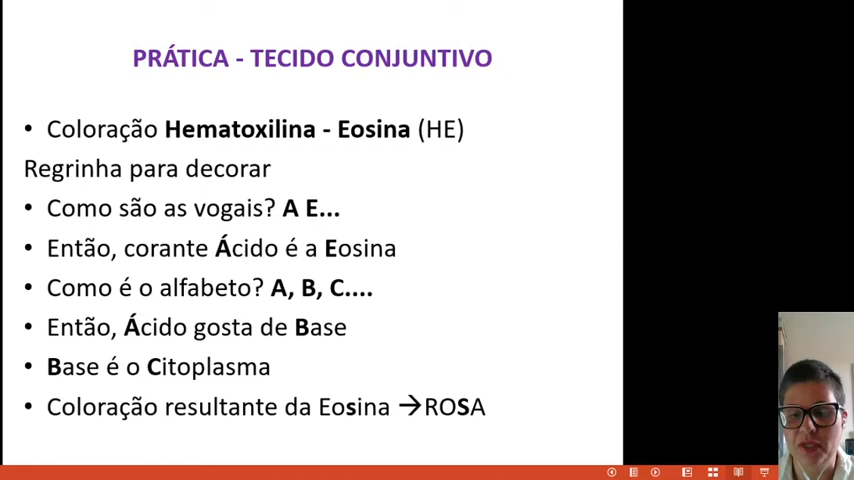 PRÁTICA - TECIDO CONJUNTIVO
• Coloração Hematoxilina - Eosina (HE)
Regrinha para decorar
• Como são as vogais? A E...
• Então, corante Ácido é a Eosina
• Como é o alfabeto? A, B, C....
• Então, Ácido gosta de Base
• Base é o Citoplasma
• Coloração resultante da Eosina →ROSA